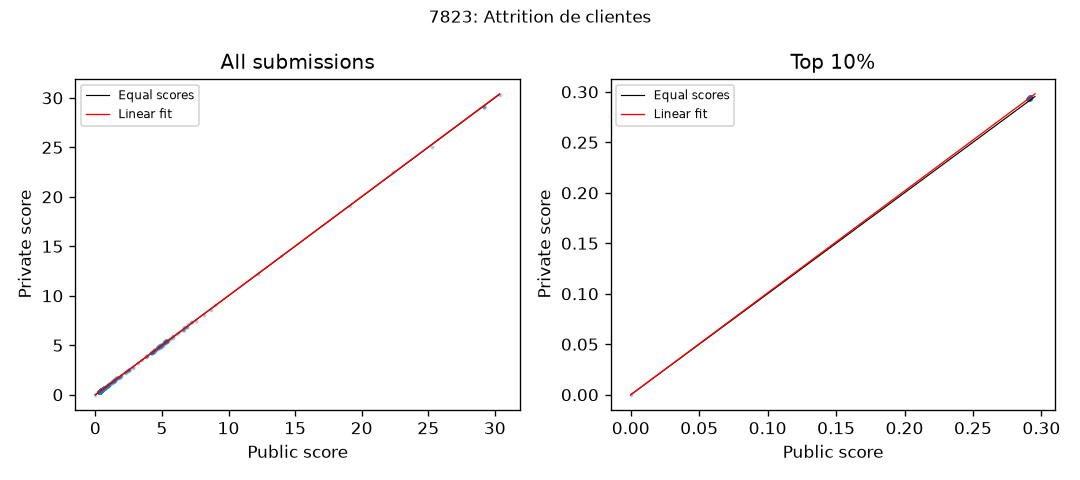 7823: Attrition de clientes
All submissions
Equal scores
Linear fit
30
25
20
15
10
5
0
Private score
0 5 10 15 20 25 30
Public score
Top 10%
Equal scores
Linear fit
0.30
0.25
0.20
0.15
0.10
0.05
0.00
Private score
0.00 0.05 0.10 0.15 0.20 0.25 0.30
Public score